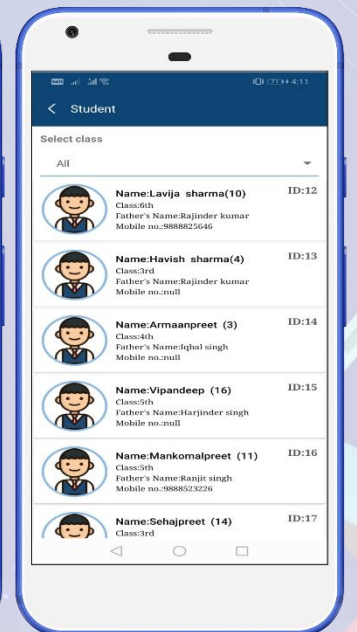 4:11
Student
Select class
All
Name:Lavija sharma(10) ID:12
Class:6th
Father's Name:Rajinder kumar
Mobile no.:9888825646
Name:Havish sharma(4) ID:13
Class:3rd
Father's Name:Rajinder kumar
Mobile no.:null
Name:Armaanpreet (3) ID:14
Class:4th
Father's Name:Iqbal singh
Mobile no.:null
Name:Vipandeep (16) ID:15
Class:5th
Father's Name:Harjinder singh
Mobile no.:null
Name:Mankomalpreet (11) ID:16
Class:5th
Father's Name:Ranjit singh
Mobile no.:9888523226
Name:Sehajpreet (14) ID:17
Class:3rd